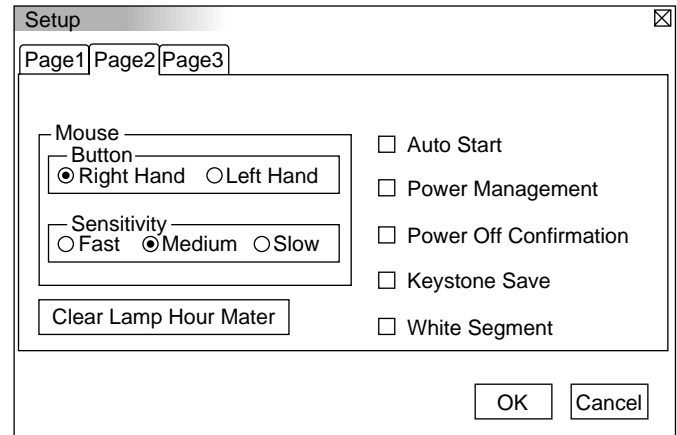 Setup
Page1 Page2 Page3
Mouse
Button
Right Hand Left Hand
Sensitivity
Fast Medium Slow
Clear Lamp Hour Mater
Auto Start
Power Management
Power Off Confirmation
Keystone Save
White Segment
OK Cancel